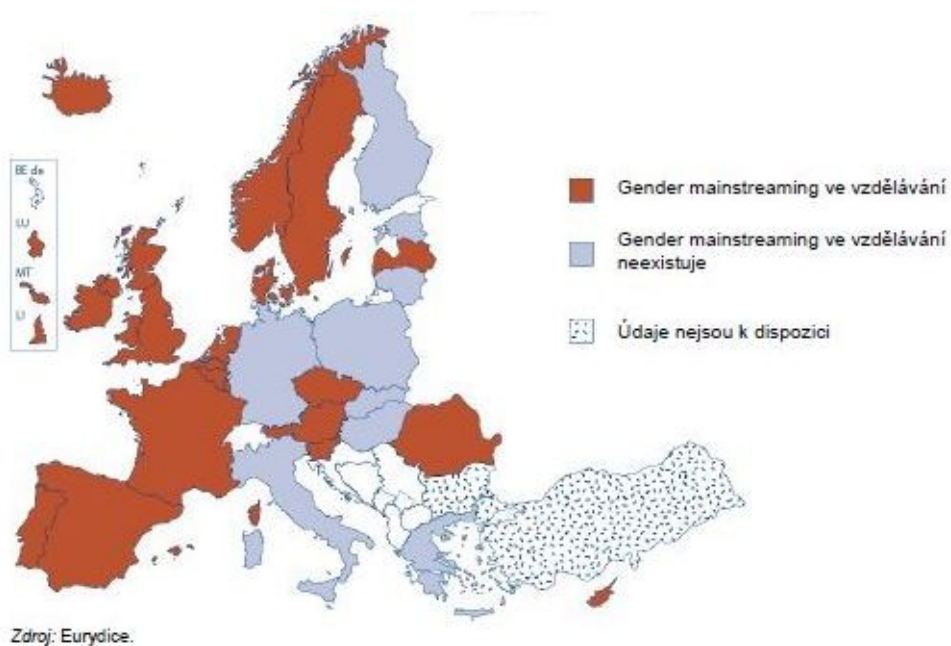 BE de
LU
MT
LI
Gender mainstreaming ve vzdělávání
Gender mainstreaming ve vzdělávání
neexistuje
Údaje nejsou k dispozici
Zdroj: Eurydice.